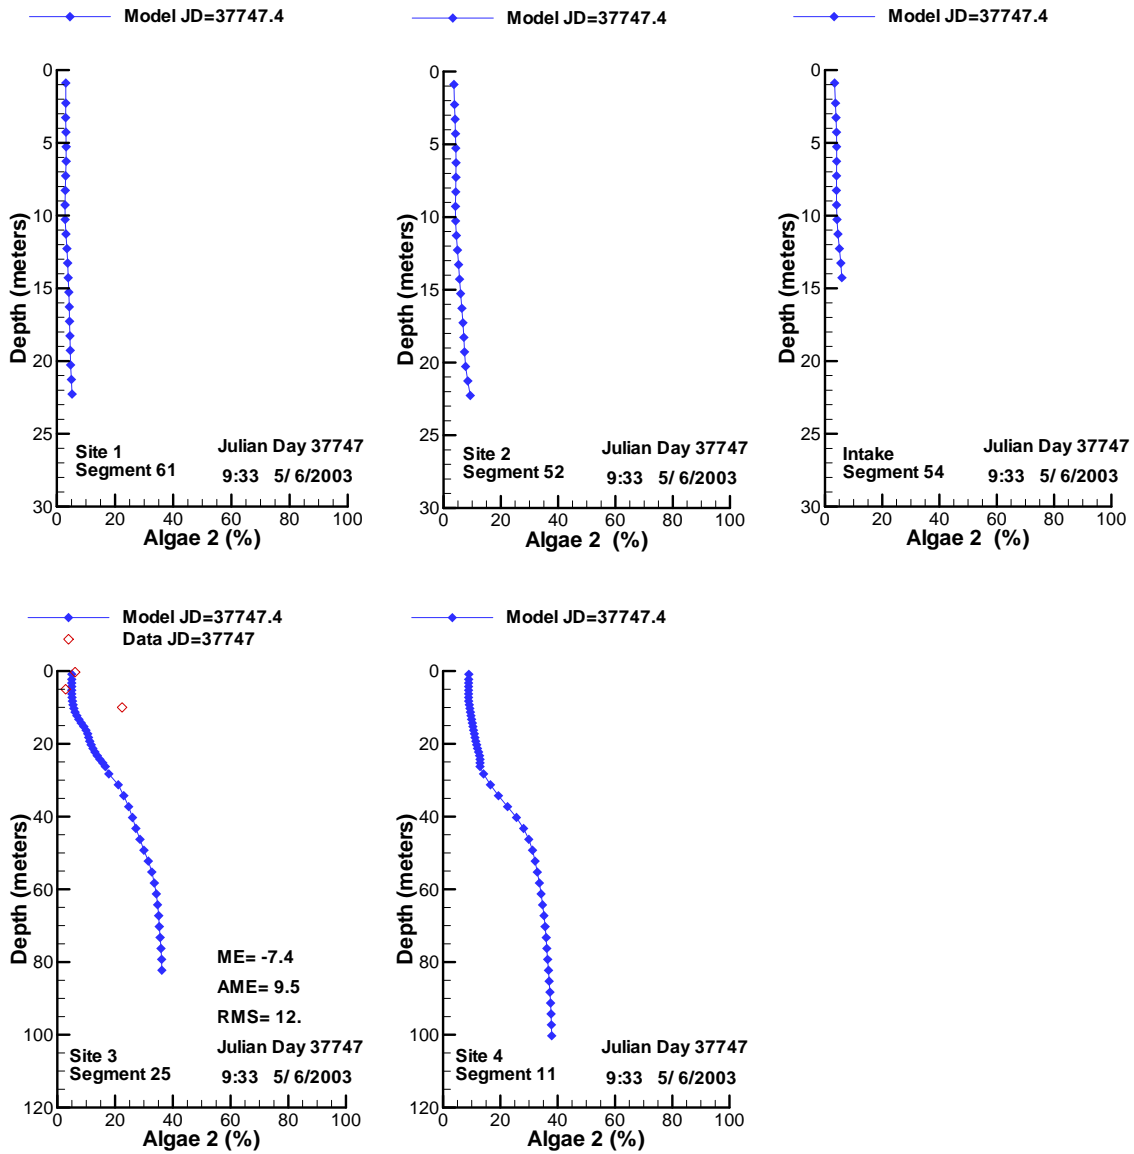 Model JD=37747.4
0
5
10
15
20
25
30
Depth (meters)
Site 1
Segment 61
Julian Day 37747
9:33 5/ 6/2003
0 20 40 60 80 100
Algae 2 (%)
Model JD=37747.4
0
5
10
15
20
25
30
Depth (meters)
Site 2
Segment 52
Julian Day 37747
9:33 5/ 6/2003
0 20 40 60 80 100
Algae 2 (%)
Model JD=37747.4
0
5
10
15
20
25
30
Depth (meters)
Intake
Segment 54
Julian Day 37747
9:33 5/ 6/2003
0 20 40 60 80 100
Algae 2 (%)
Model JD=37747.4
Data JD=37747
0
20
40
60
80
100
120
Depth (meters)
ME= -7.4
AME= 9.5
RMS= 12.
Site 3
Segment 25
Julian Day 37747
9:33 5/ 6/2003
0 20 40 60 80 100
Algae 2 (%)
Model JD=37747.4
0
20
40
60
80
100
120
Depth (meters)
Site 4
Segment 11
Julian Day 37747
9:33 5/ 6/2003
0 20 40 60 80 100
Algae 2 (%)